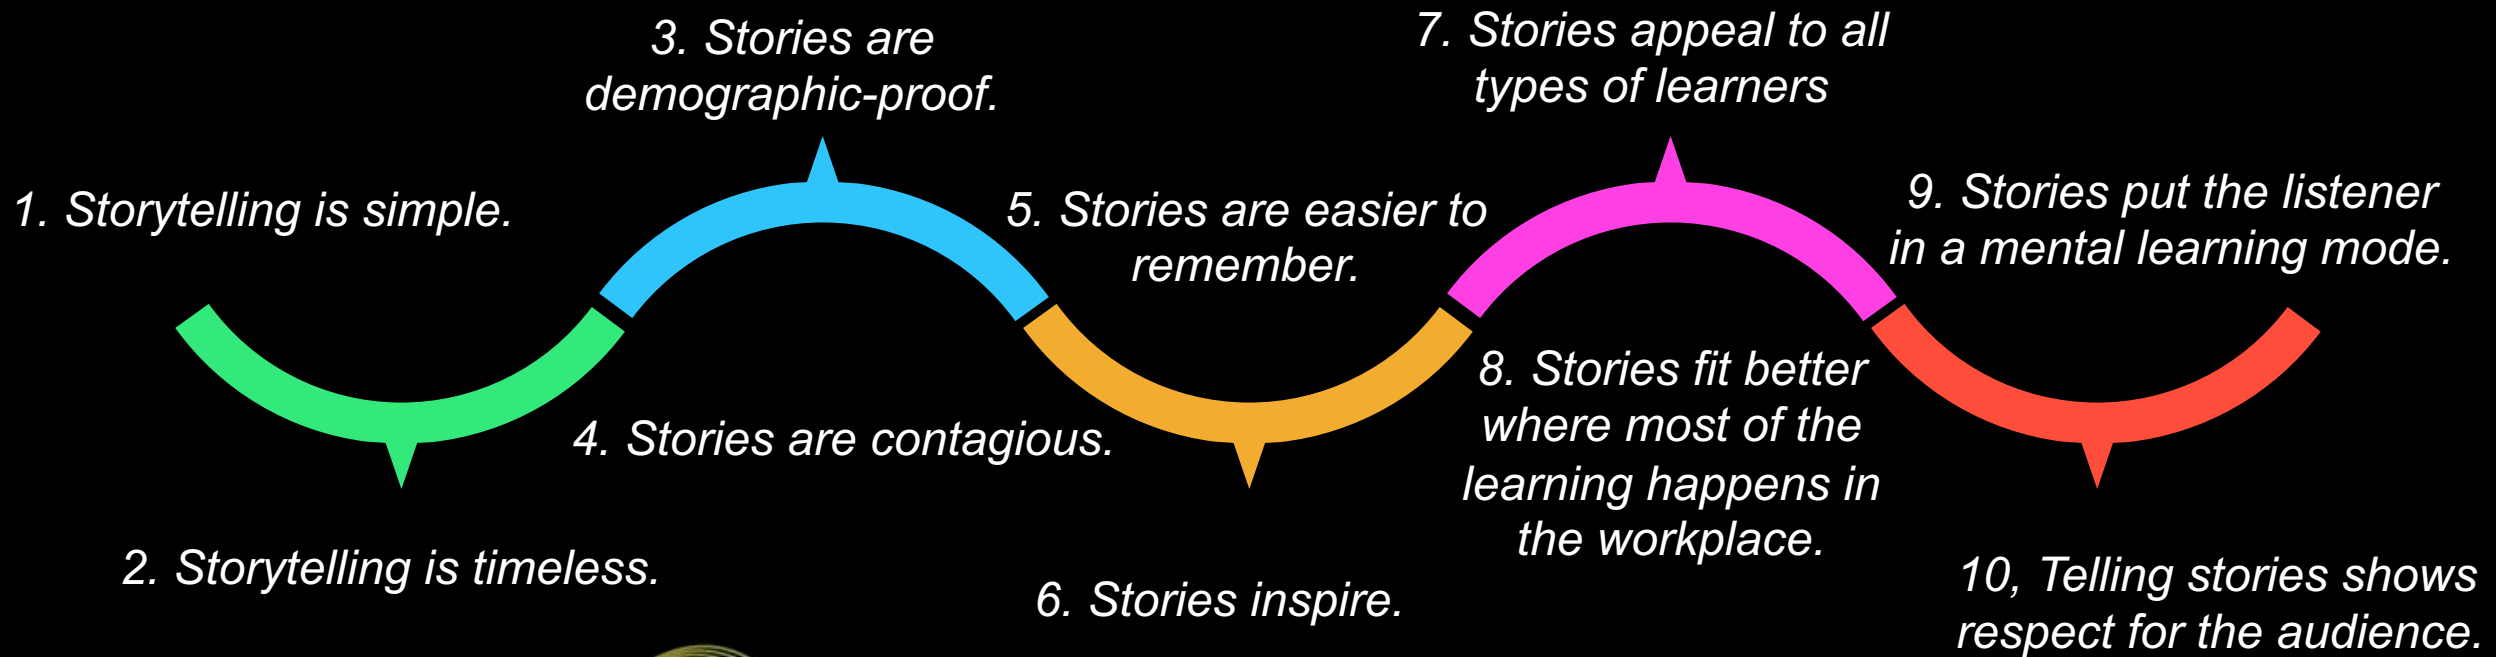 1. Storytelling is simple.
2. Storytelling is timeless.
3. Stories are
demographic-proof.
4. Stories are contagious.
5. Stories are easier to
remember.
6. Stories inspire.
7. Stories appeal to all
types of learners
8. Stories fit better
where most of the
learning happens in
the workplace.
9. Stories put the listener
in a mental learning mode.
10, Telling stories shows
respect for the audience.